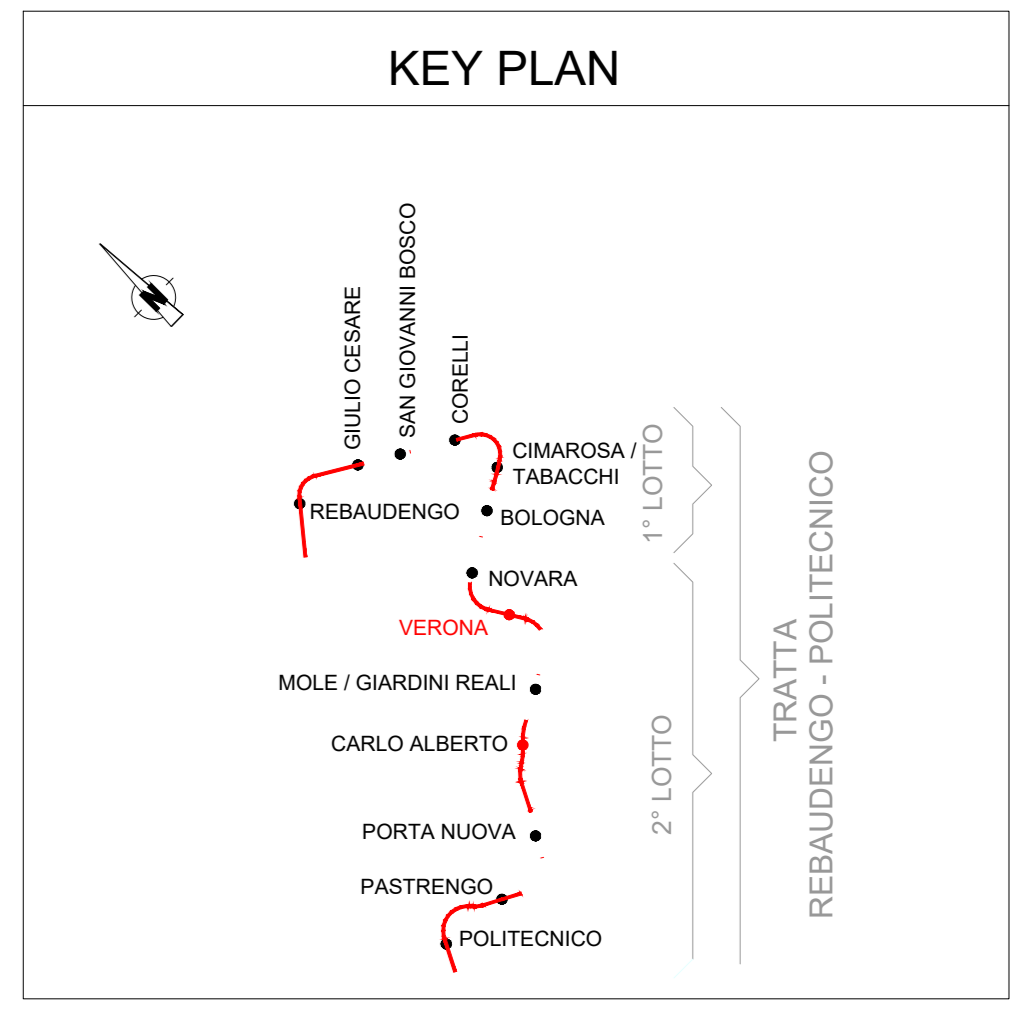 KEY PLAN
N
GIULIO CESARE
SAN GIOVANNI BOSCO
CORELLI
CIMAROSA /
TABACCHI
REBAUDENGO
BOLOGNA
NOVARA
VERONA
MOLE / GIARDINI REALI
CARLO ALBERTO
PORTA NUOVA
PASTRENGO
POLITECNICO
1° LOTTO
2° LOTTO
TRATTA
REBAUDENGO - POLITECNICO